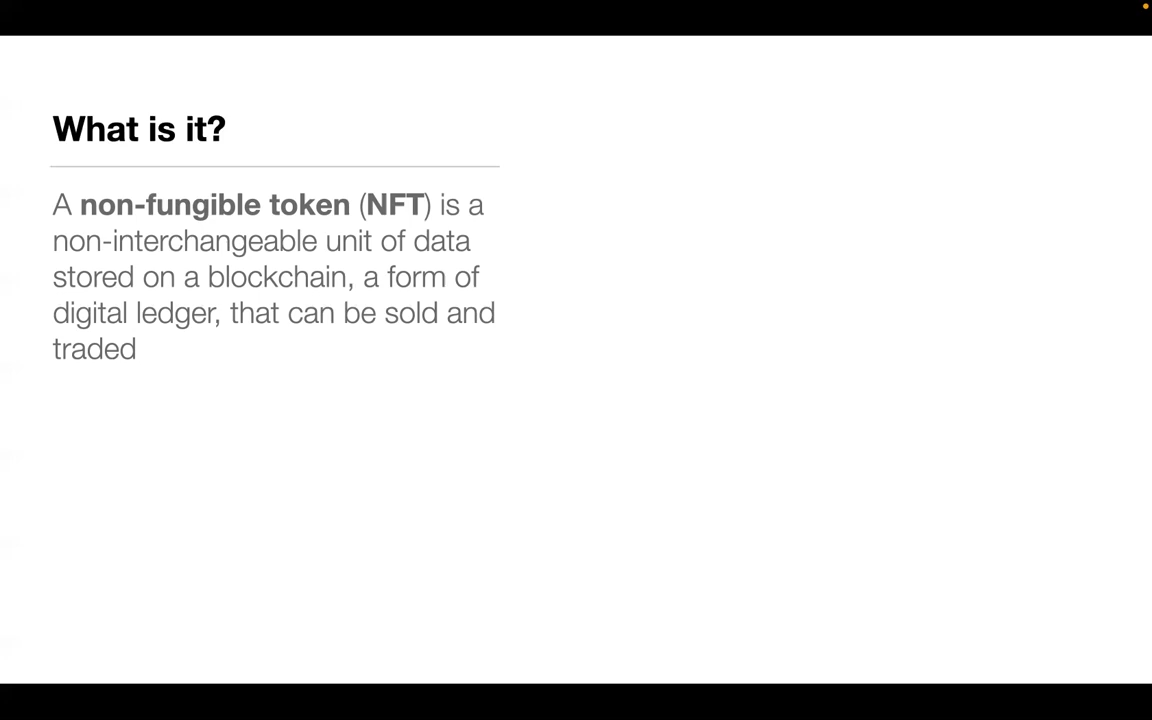 What is it?
A non-fungible token (NFT) is a
non-interchangeable unit of data
stored on a blockchain, a form of
digital ledger, that can be sold and
traded